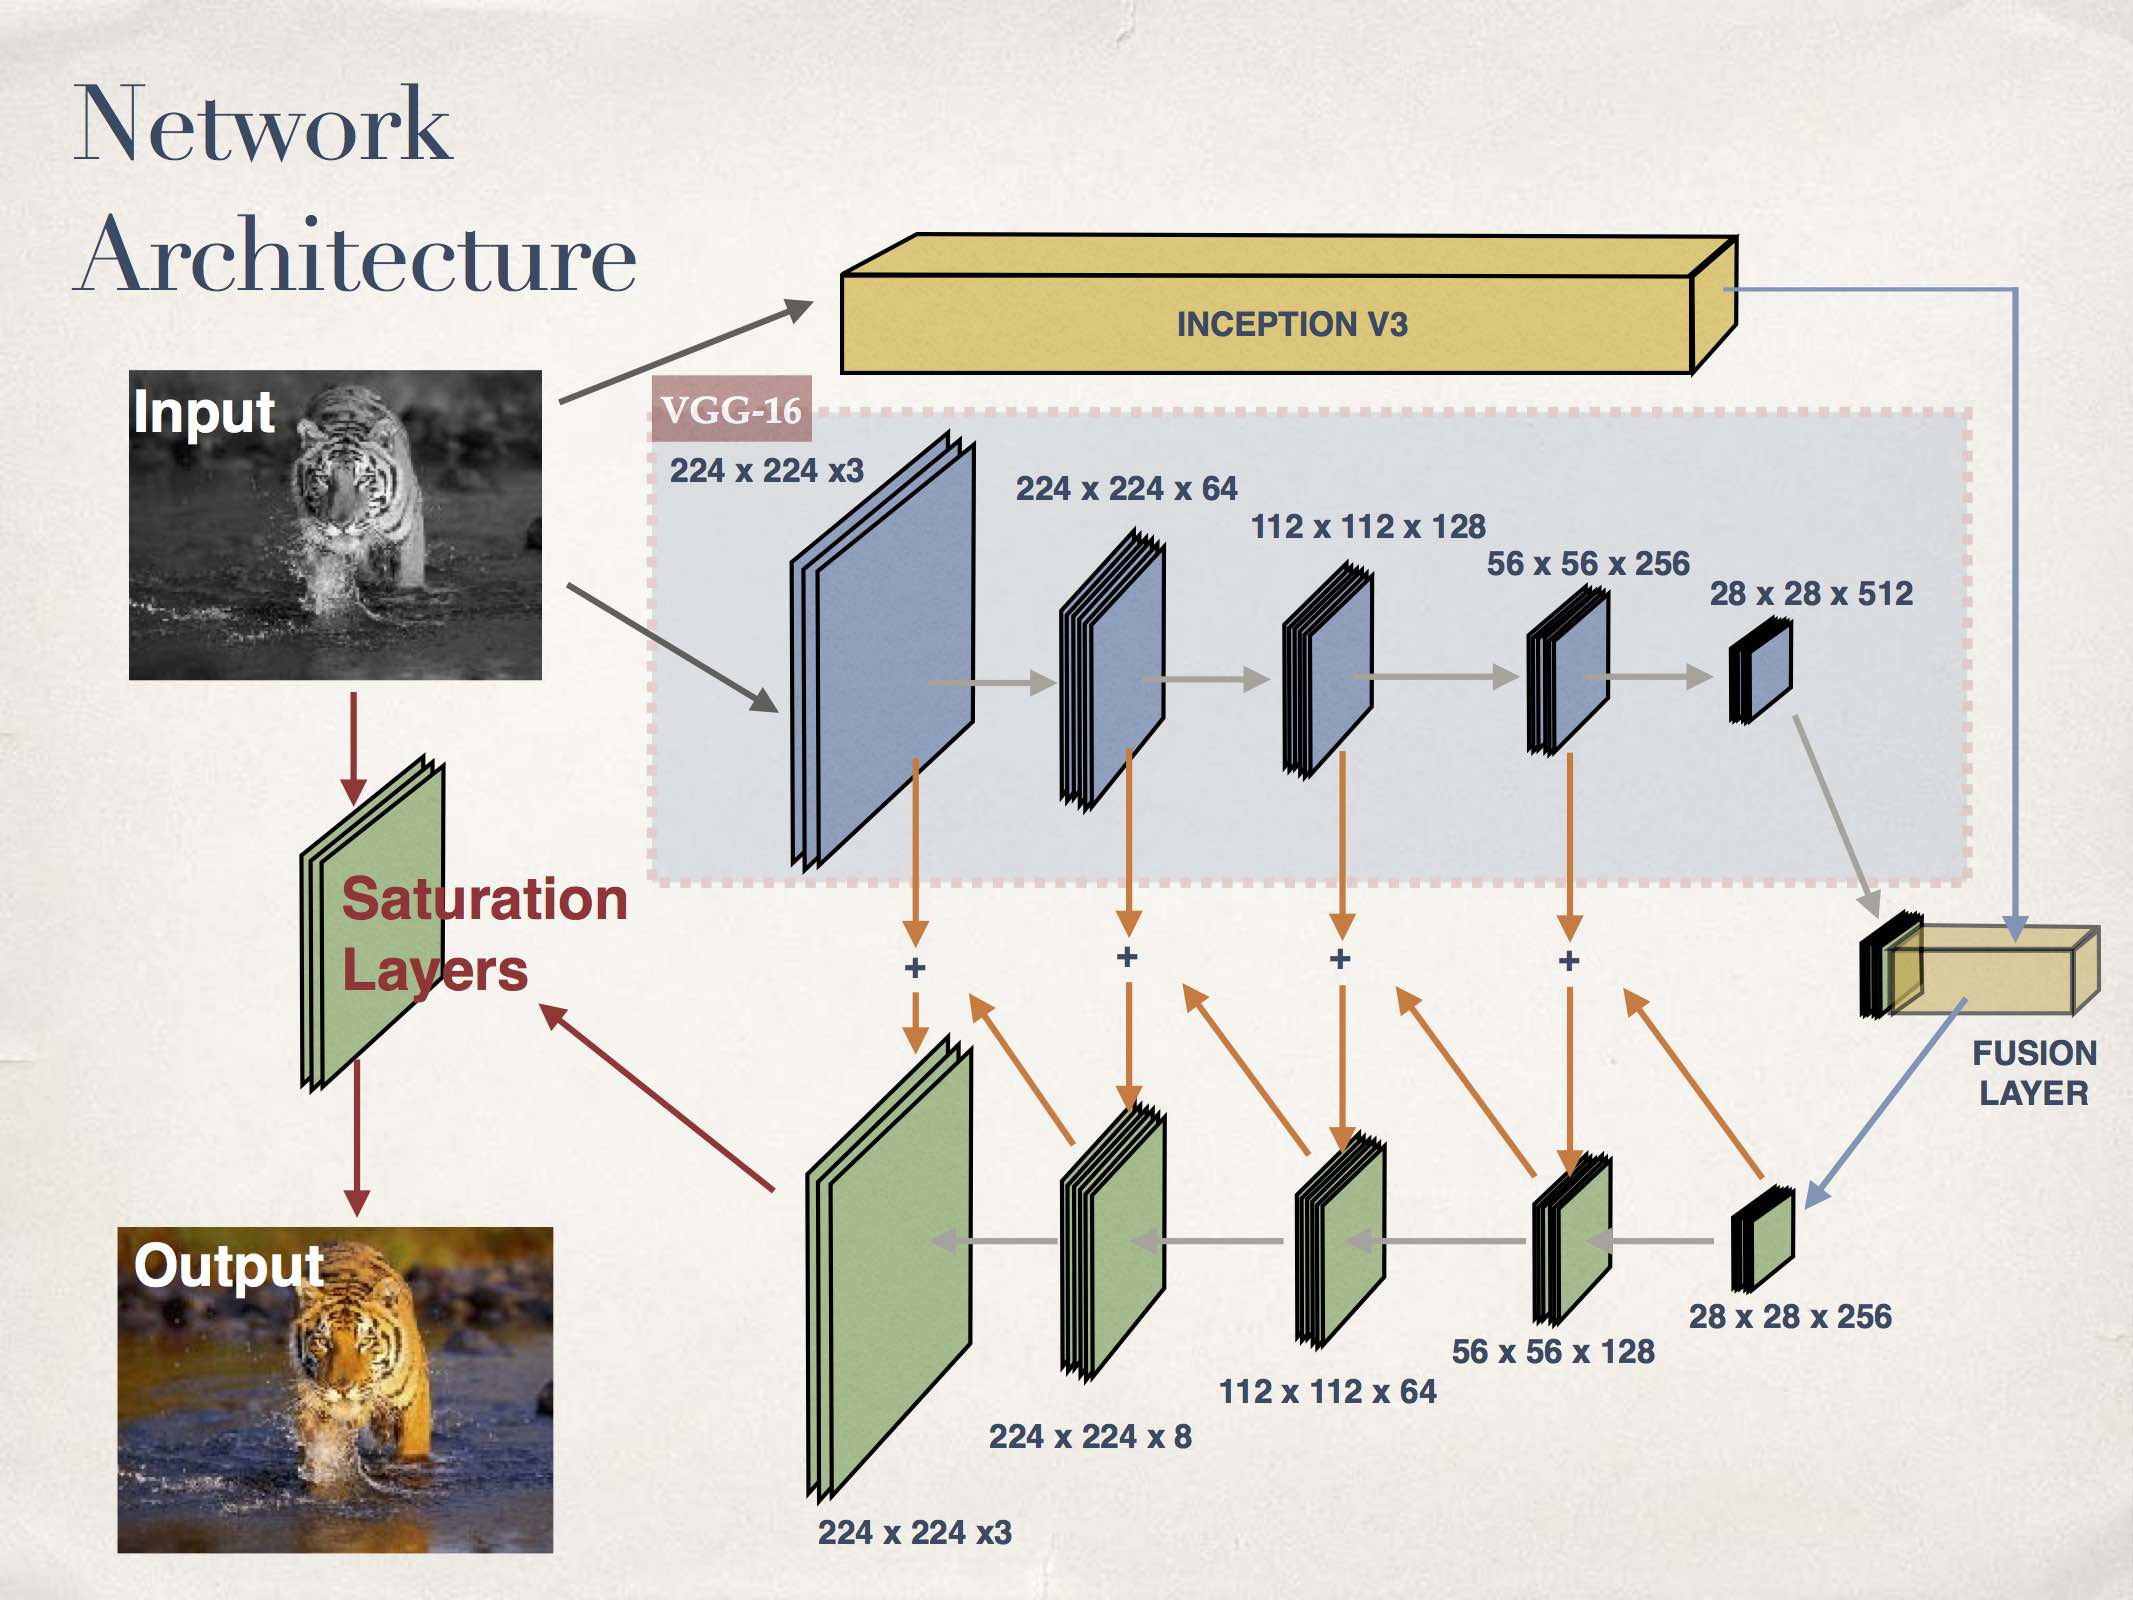 Network
Architecture
INCEPTION V3
Input
VGG-16
224 x 224 x3
224 x 224 x 64
112 x 112 x 128
56 x 56 x 256
28 x 28 x 512
Saturation
Layers
+
+
+
+
FUSION
LAYER
Output
28 x 28 x 256
56 x 56 x 128
112 x 112 x 64
224 x 224 x 8
224 x 224 x3